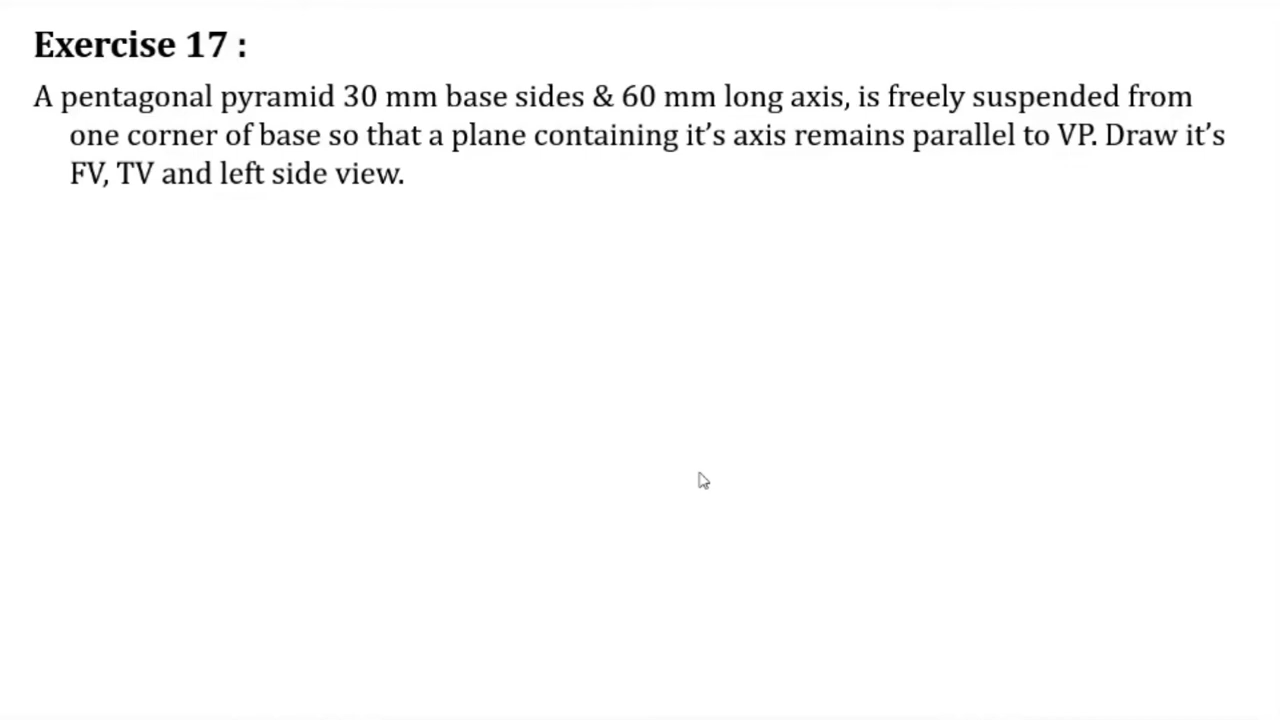 Exercise 17 :
A pentagonal pyramid 30 mm base sides & 60 mm long axis, is freely suspended from
one corner of base so that a plane containing it's axis remains parallel to VP. Draw it's
FV, TV and left side view.